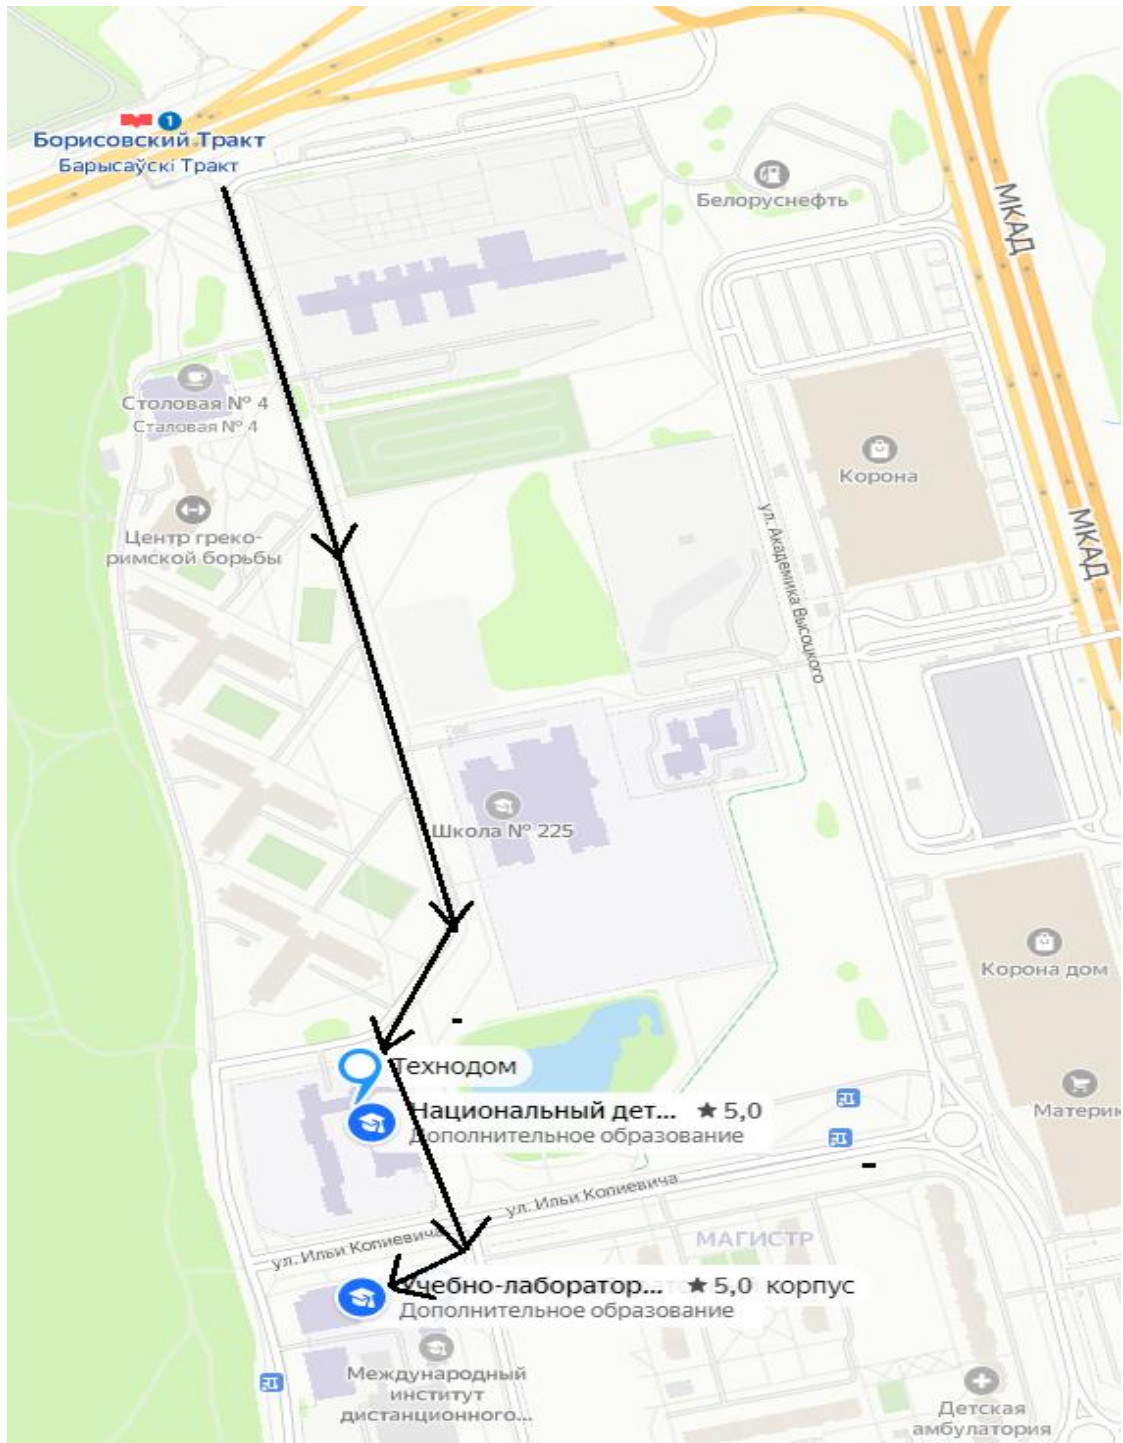 1
Борисовский Тракт
Барысаўскі Тракт
МКАД
Белоруснефть
Столовая № 4
Сталовая № 4
Корона
Центр греко-
римской борьбы
МКАД
ул. Академика Высоцкого
Школа № 225
Корона дом
Технодом
Национальный дет... ★ 5,0
Дополнительное образование
Материк
ул. Ильи Копиевича
ул. Ильи Копиевича
МАГИСТР
Учебно-лаборатор... ★ 5,0 корпус
Дополнительное образование
Международный
институт
дистанционного...
Детская
амбулатория